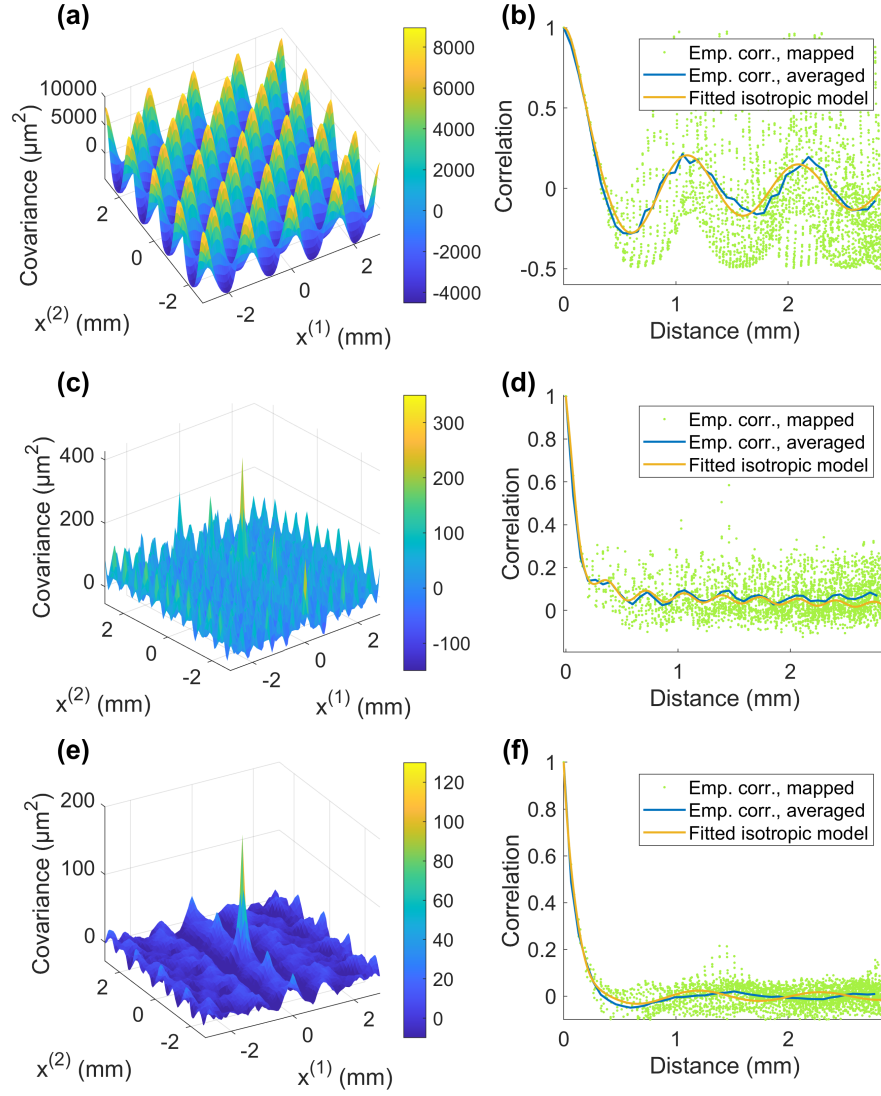 (a)
10000
5000
0
Covariance (µm²)
2
0
-2
x⁽²⁾ (mm)
-2
0
2
x⁽¹⁾ (mm)
8000
6000
4000
2000
0
-2000
-4000
(b)
1
0.5
0
-0.5
Correlation
Emp. corr., mapped
Emp. corr., averaged
Fitted isotropic model
0
1
2
Distance (mm)
(c)
400
200
0
Covariance (µm²)
2
0
-2
x⁽²⁾ (mm)
-2
0
2
x⁽¹⁾ (mm)
300
200
100
0
-100
(d)
1
0.8
0.6
0.4
0.2
0
Correlation
Emp. corr., mapped
Emp. corr., averaged
Fitted isotropic model
0
1
2
Distance (mm)
(e)
200
100
0
Covariance (µm²)
2
0
-2
x⁽²⁾ (mm)
-2
0
2
x⁽¹⁾ (mm)
120
100
80
60
40
20
0
(f)
1
0.8
0.6
0.4
0.2
0
Correlation
Emp. corr., mapped
Emp. corr., averaged
Fitted isotropic model
0
1
2
Distance (mm)